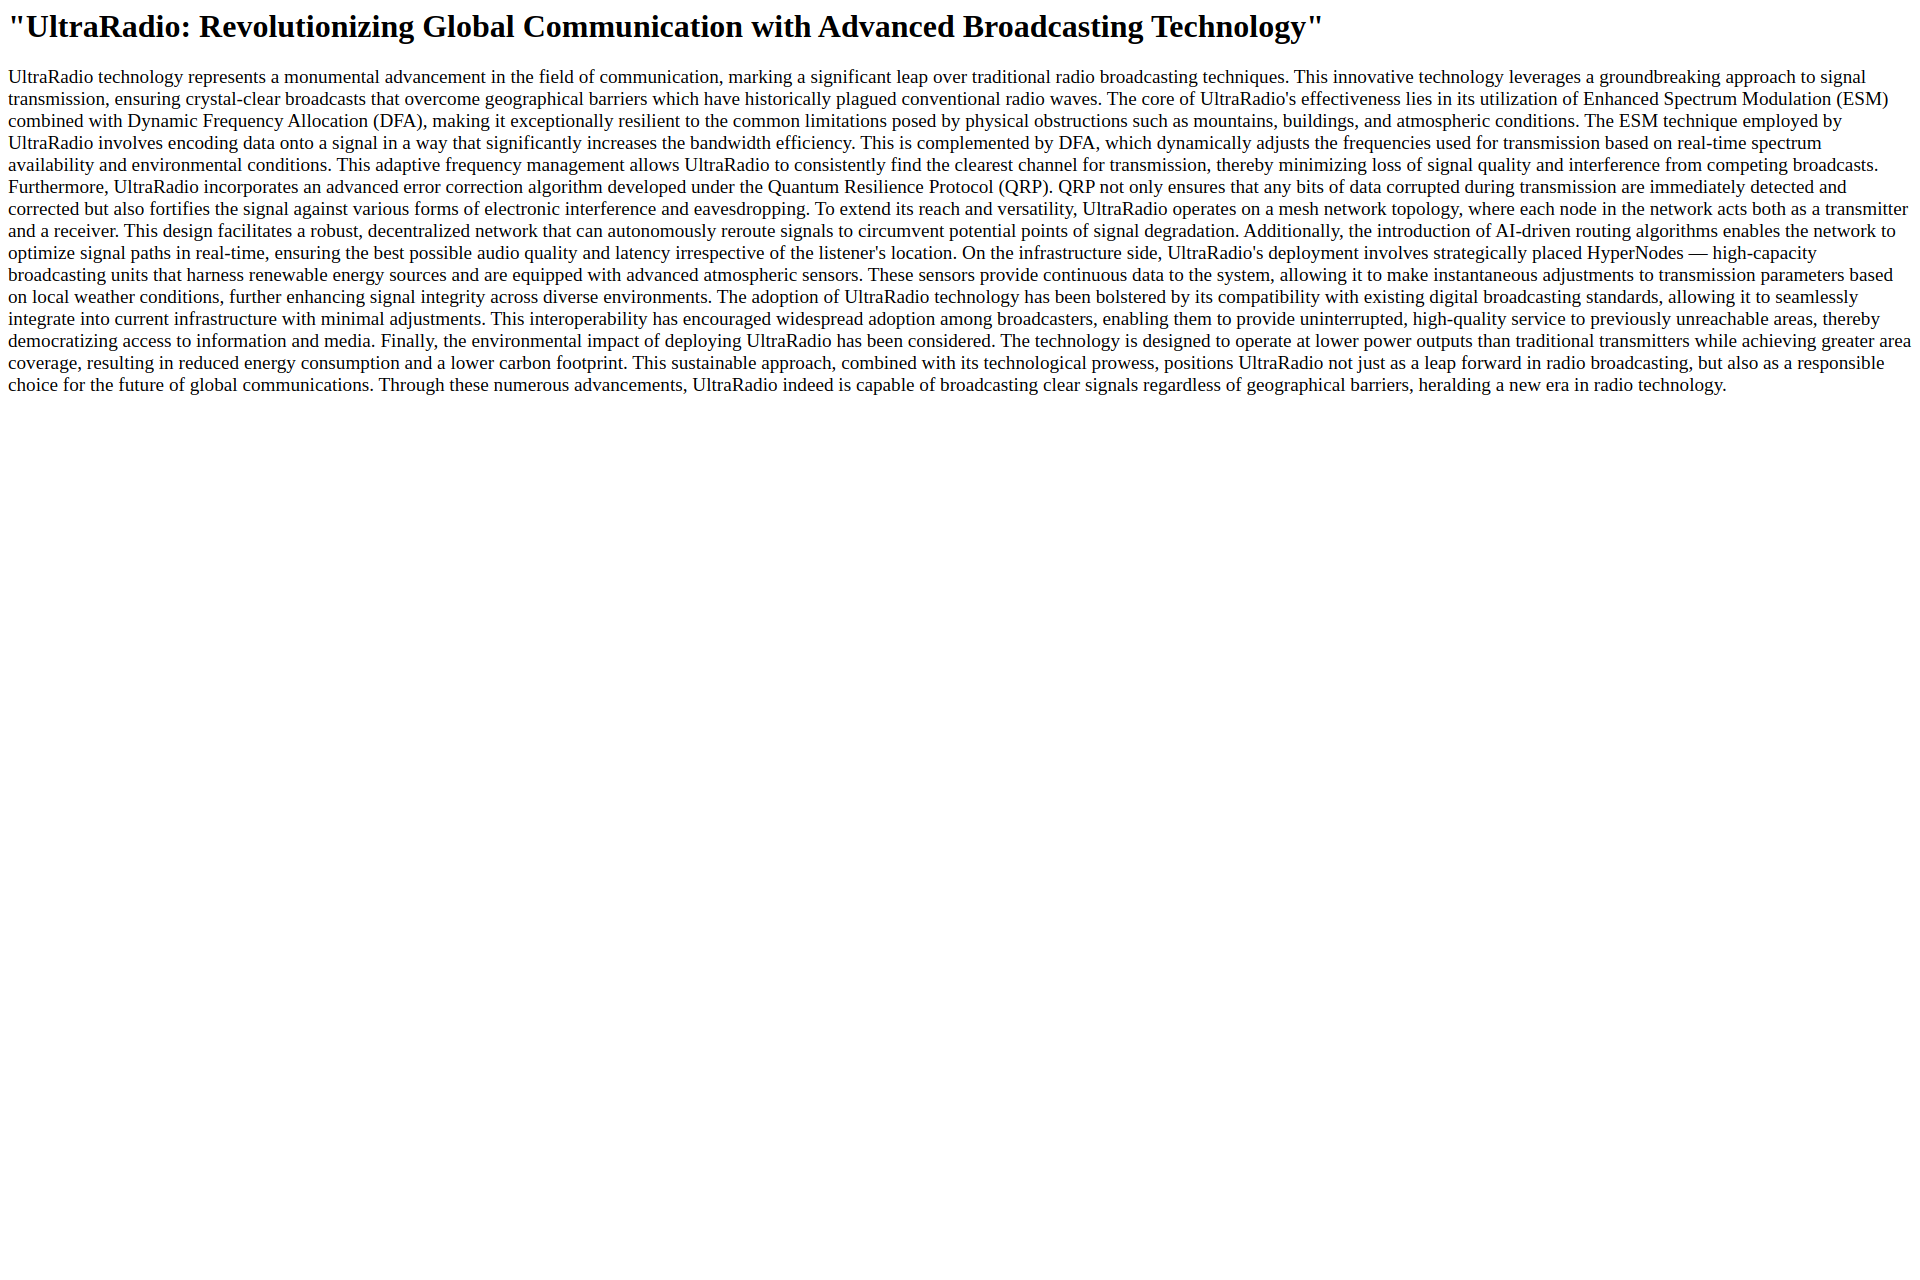 "UltraRadio: Revolutionizing Global Communication with Advanced Broadcasting Technology"
UltraRadio technology represents a monumental advancement in the field of communication, marking a significant leap over traditional radio broadcasting techniques. This innovative technology leverages a groundbreaking approach to signal
transmission, ensuring crystal-clear broadcasts that overcome geographical barriers which have historically plagued conventional radio waves. The core of UltraRadio's effectiveness lies in its utilization of Enhanced Spectrum Modulation (ESM)
combined with Dynamic Frequency Allocation (DFA), making it exceptionally resilient to the common limitations posed by physical obstructions such as mountains, buildings, and atmospheric conditions. The ESM technique employed by
UltraRadio involves encoding data onto a signal in a way that significantly increases the bandwidth efficiency. This is complemented by DFA, which dynamically adjusts the frequencies used for transmission based on real-time spectrum
availability and environmental conditions. This adaptive frequency management allows UltraRadio to consistently find the clearest channel for transmission, thereby minimizing loss of signal quality and interference from competing broadcasts.
Furthermore, UltraRadio incorporates an advanced error correction algorithm developed under the Quantum Resilience Protocol (QRP). QRP not only ensures that any bits of data corrupted during transmission are immediately detected and
corrected but also fortifies the signal against various forms of electronic interference and eavesdropping. To extend its reach and versatility, UltraRadio operates on a mesh network topology, where each node in the network acts both as a transmitter
and a receiver. This design facilitates a robust, decentralized network that can autonomously reroute signals to circumvent potential points of signal degradation. Additionally, the introduction of AI-driven routing algorithms enables the network to
optimize signal paths in real-time, ensuring the best possible audio quality and latency irrespective of the listener's location. On the infrastructure side, UltraRadio's deployment involves strategically placed HyperNodes — high-capacity
broadcasting units that harness renewable energy sources and are equipped with advanced atmospheric sensors. These sensors provide continuous data to the system, allowing it to make instantaneous adjustments to transmission parameters based
on local weather conditions, further enhancing signal integrity across diverse environments. The adoption of UltraRadio technology has been bolstered by its compatibility with existing digital broadcasting standards, allowing it to seamlessly
integrate into current infrastructure with minimal adjustments. This interoperability has encouraged widespread adoption among broadcasters, enabling them to provide uninterrupted, high-quality service to previously unreachable areas, thereby
democratizing access to information and media. Finally, the environmental impact of deploying UltraRadio has been considered. The technology is designed to operate at lower power outputs than traditional transmitters while achieving greater area
coverage, resulting in reduced energy consumption and a lower carbon footprint. This sustainable approach, combined with its technological prowess, positions UltraRadio not just as a leap forward in radio broadcasting, but also as a responsible
choice for the future of global communications. Through these numerous advancements, UltraRadio indeed is capable of broadcasting clear signals regardless of geographical barriers, heralding a new era in radio technology.